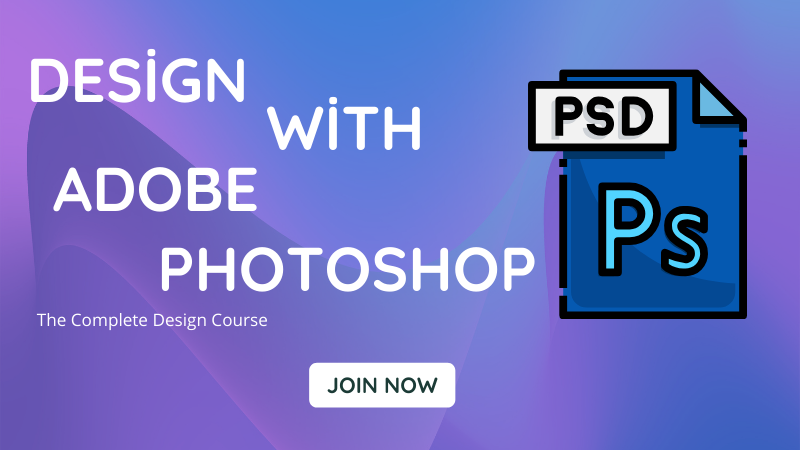 DESİGN
WİTH
ADOBE
PHOTOSHOP
The Complete Design Course
JOIN NOW
PSD
Ps